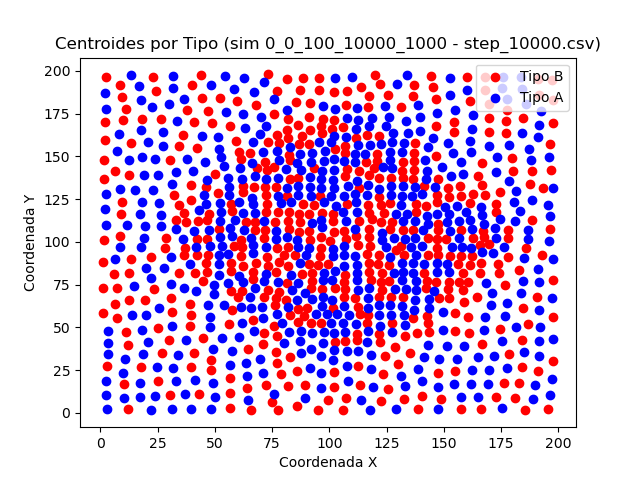 Centroides por Tipo (sim 0_0_100_10000_1000 - step_10000.csv)
Tipo B
Tipo A
Coordenada Y
200
175
150
125
100
75
50
25
0
0 25 50 75 100 125 150 175 200
Coordenada X